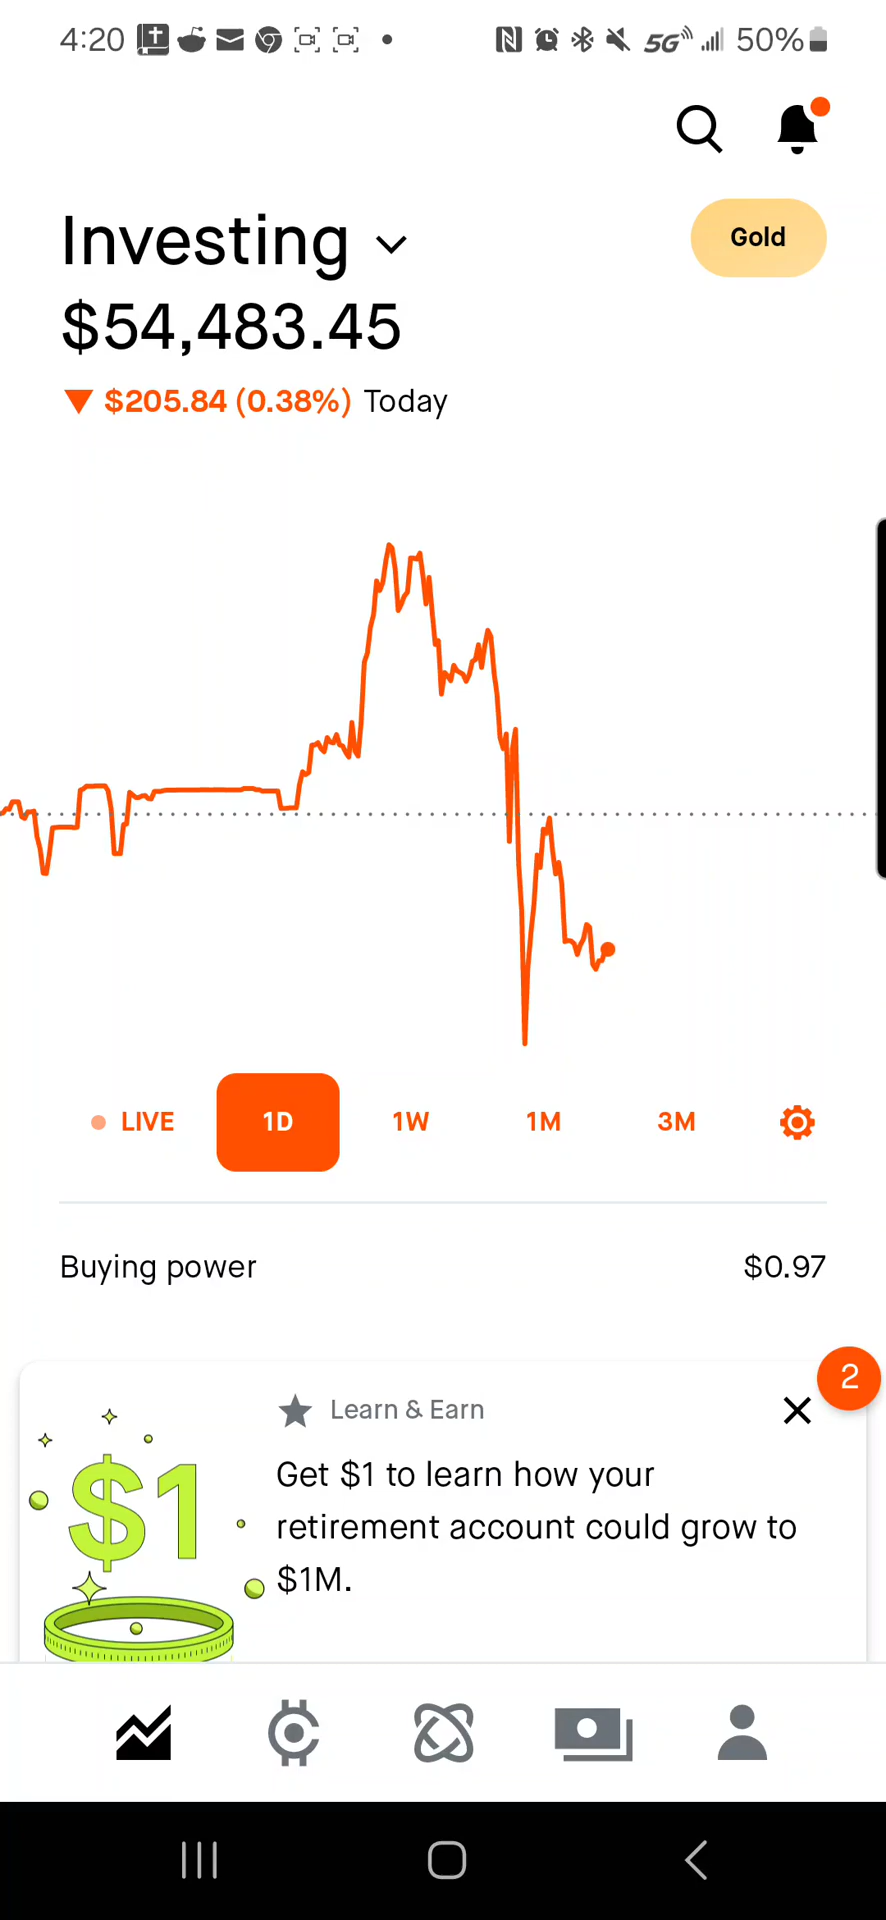 4:20
5G
50%
Investing
Gold
$54,483.45
▼ $205.84 (0.38%) Today
LIVE
1D
1W
1M
3M
Buying power
$0.97
2
Learn & Earn
$1
Get $1 to learn how your
retirement account could grow to
$1M.